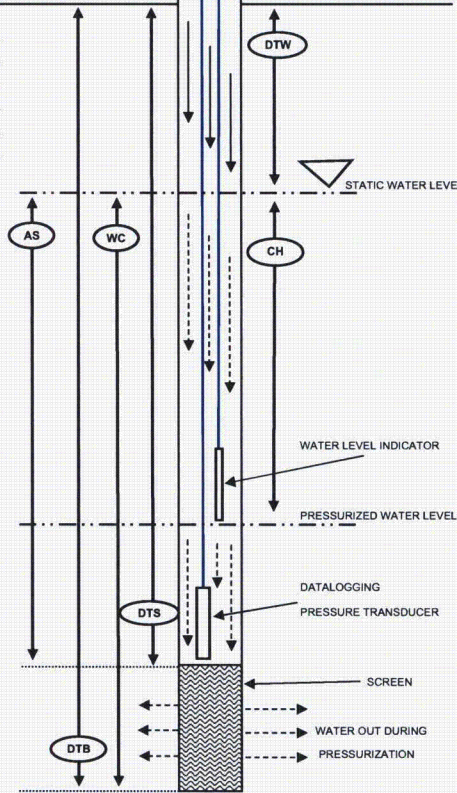 DTW
STATIC WATER LEVE
AS
WC
CH
WATER LEVEL INDICATOR
PRESSURIZED WATER LEVEL
DATALOGGING
PRESSURE TRANSDUCER
DTS
SCREEN
WATER OUT DURING
PRESSURIZATION
DTB